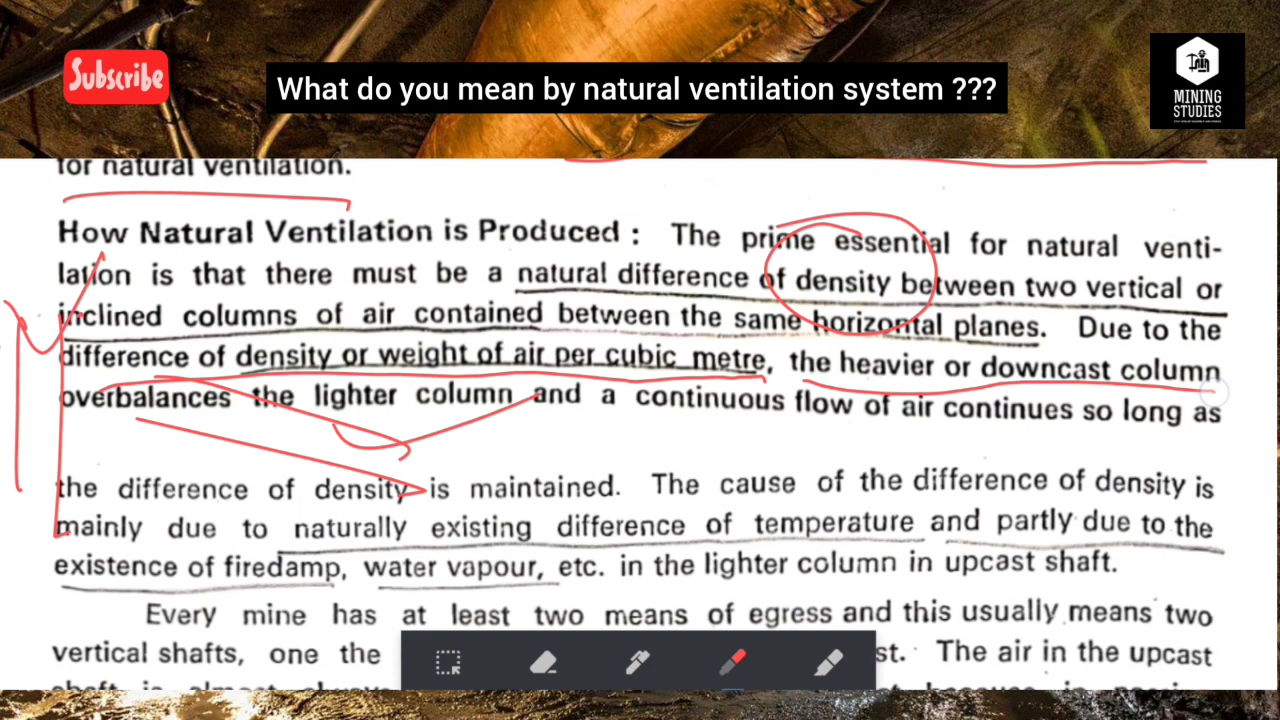 Subscribe
What do you mean by natural ventilation system ???
MINING
STUDIES
for natural ventilation.
How Natural Ventilation is Produced : The prime essential for natural venti-
lation is that there must be a natural difference of density between two vertical or
inclined columns of air contained between the same horizontal planes. Due to the
difference of density or weight of air per cubic metre, the heavier or downcast column
overbalances the lighter column and a continuous flow of air continues so long as
the difference of density is maintained. The cause of the difference of density is
mainly due to naturally existing difference of temperature and partly due to the
existence of firedamp, water vapour, etc. in the lighter column in upcast shaft.
Every mine has at least two means of egress and this usually means two
vertical shafts, one the st. The air in the upcast